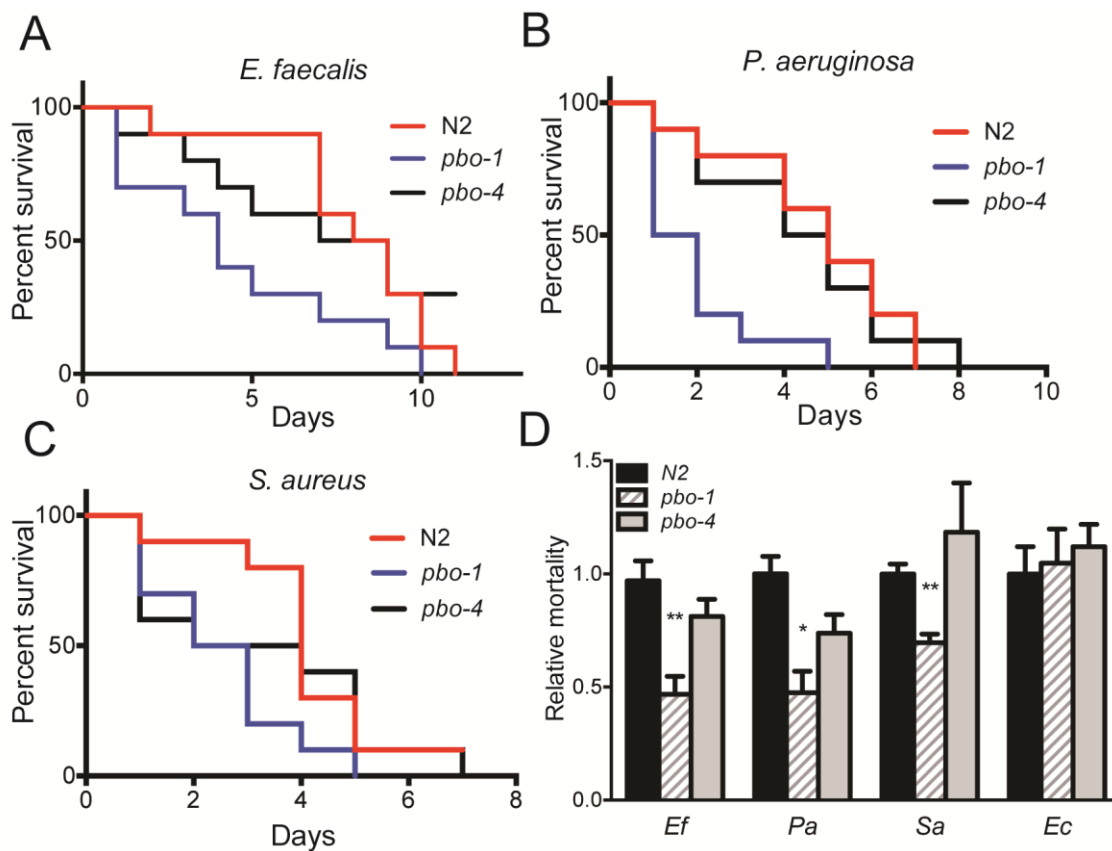 A
E. faecalis
100
50
0
Percent survival
N2
pbo-1
pbo-4
0 5 10
Days
B
P. aeruginosa
100
50
0
Percent survival
N2
pbo-1
pbo-4
0 2 4 6 8 10
Days
C
S. aureus
100
50
0
Percent survival
N2
pbo-1
pbo-4
0 2 4 6 8
Days
D
1.5
1.0
0.5
0.0
Relative mortality
N2
pbo-1
pbo-4
** * **
Ef Pa Sa Ec